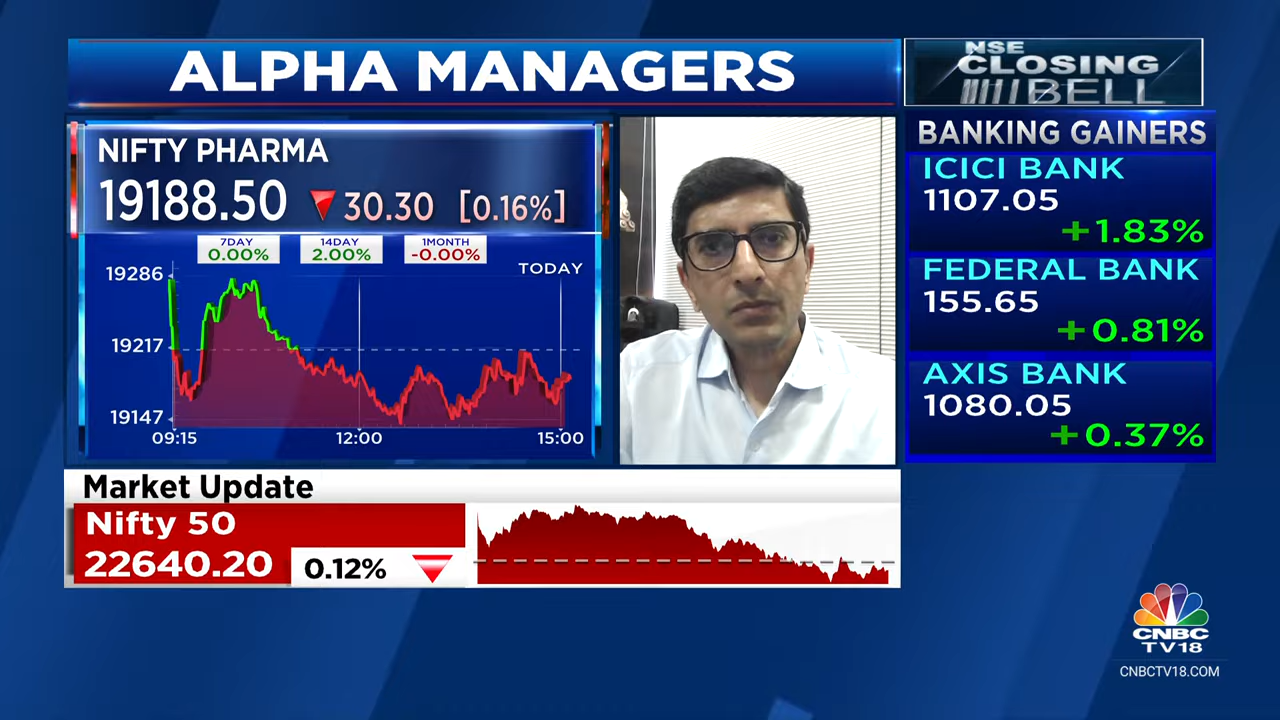 ALPHA MANAGERS
NSE
CLOSING
BELL
NIFTY PHARMA
19188.50 ▼ 30.30 [0.16%]
7DAY
0.00%
14DAY
2.00%
1MONTH
-0.00%
TODAY
19286
19217
19147
09:15
12:00
15:00
BANKING GAINERS
ICICI BANK
1107.05
+1.83%
FEDERAL BANK
155.65
+0.81%
AXIS BANK
1080.05
+0.37%
Market Update
Nifty 50
22640.20 0.12% ▼
CNBC
TV18
CNBCTV18.COM